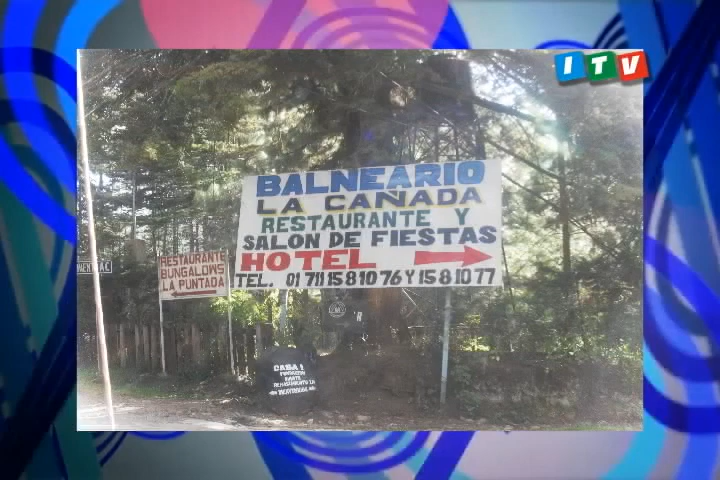 ITV
BALNEARIO
LA CAÑADA
RESTAURANTE Y
SALON DE FIESTAS
HOTEL
TEL. 01 711 15 8 10 76 Y 15 8 10 77
RESTAURANTE
BUNGALOWS
LA PUNTADA
CASA